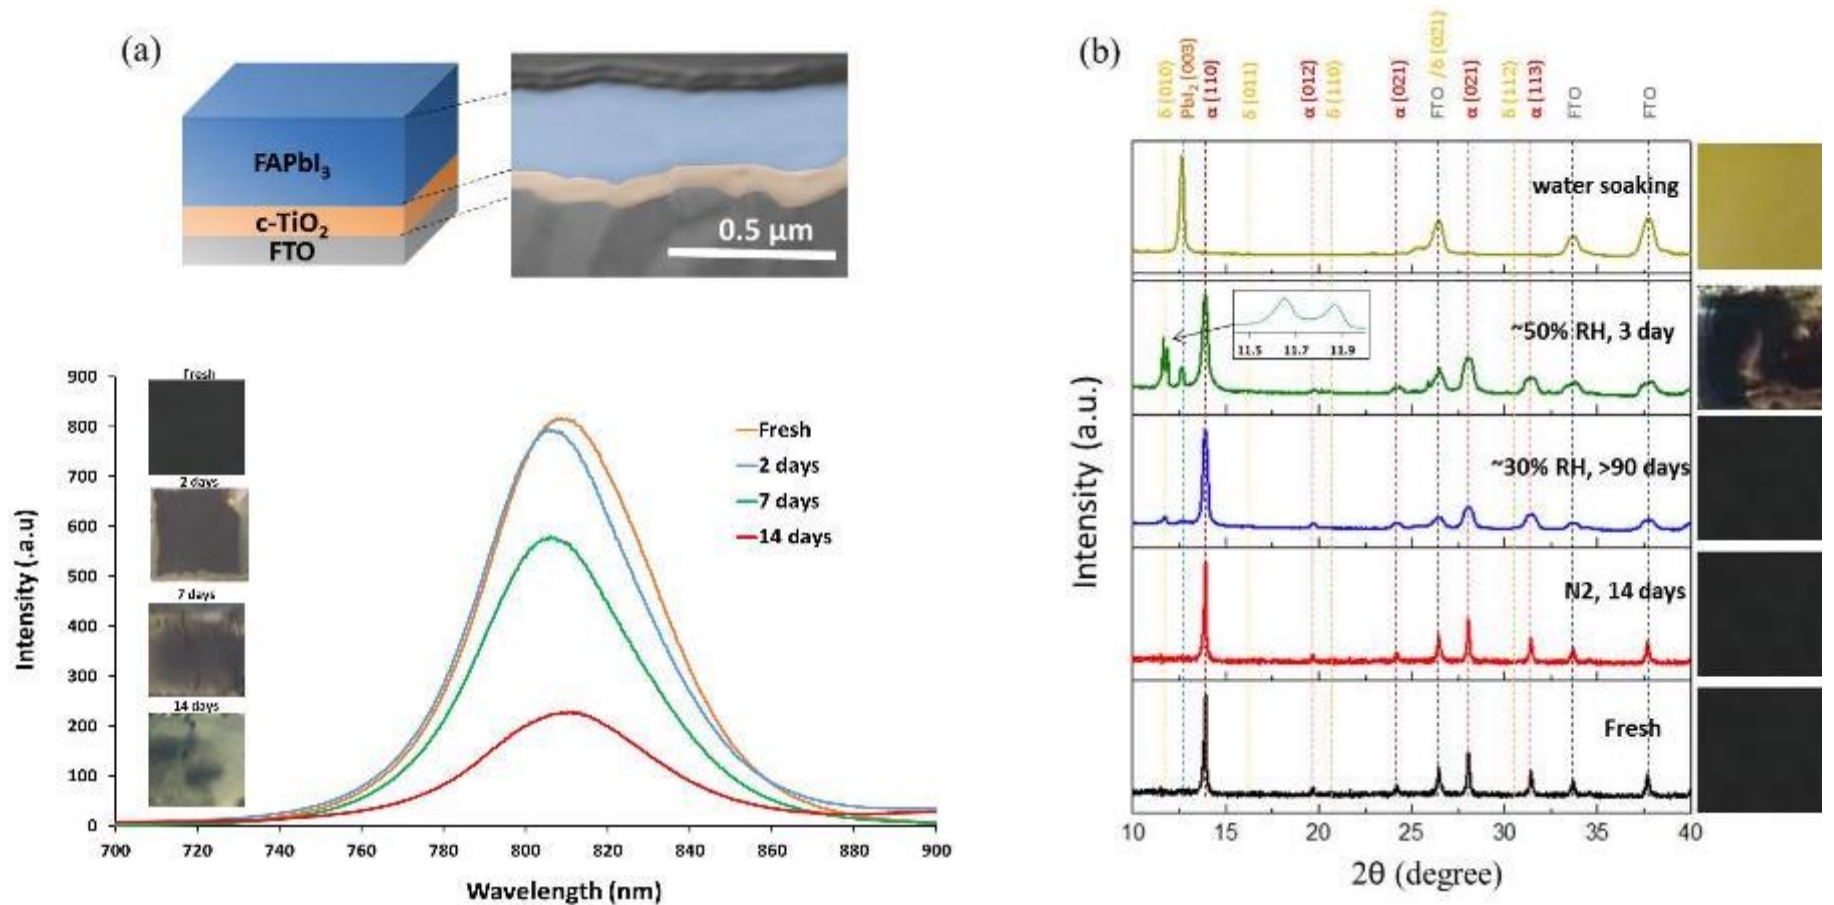 (a)
FAPbI₃
c-TiO₂
FTO
0.5 µm
900
800
700
600
500
400
300
200
100
0
Intensity (.a.u)
Fresh
2 days
7 days
14 days
Fresh
2 days
7 days
14 days
700 720 740 760 780 800 820 840 860 880 900
Wavelength (nm)
(b)
δ (010)
PbI₂ [003]
α (110)
δ (011)
α (012)
δ (110)
α (021)
FTO /δ (021)
α (021)
δ (112)
α (113)
FTO
FTO
water soaking
~50% RH, 3 day
11.5 11.7 11.9
~30% RH, >90 days
N2, 14 days
Fresh
Intensity (a.u.)
10 15 20 25 30 35 40
2θ (degree)